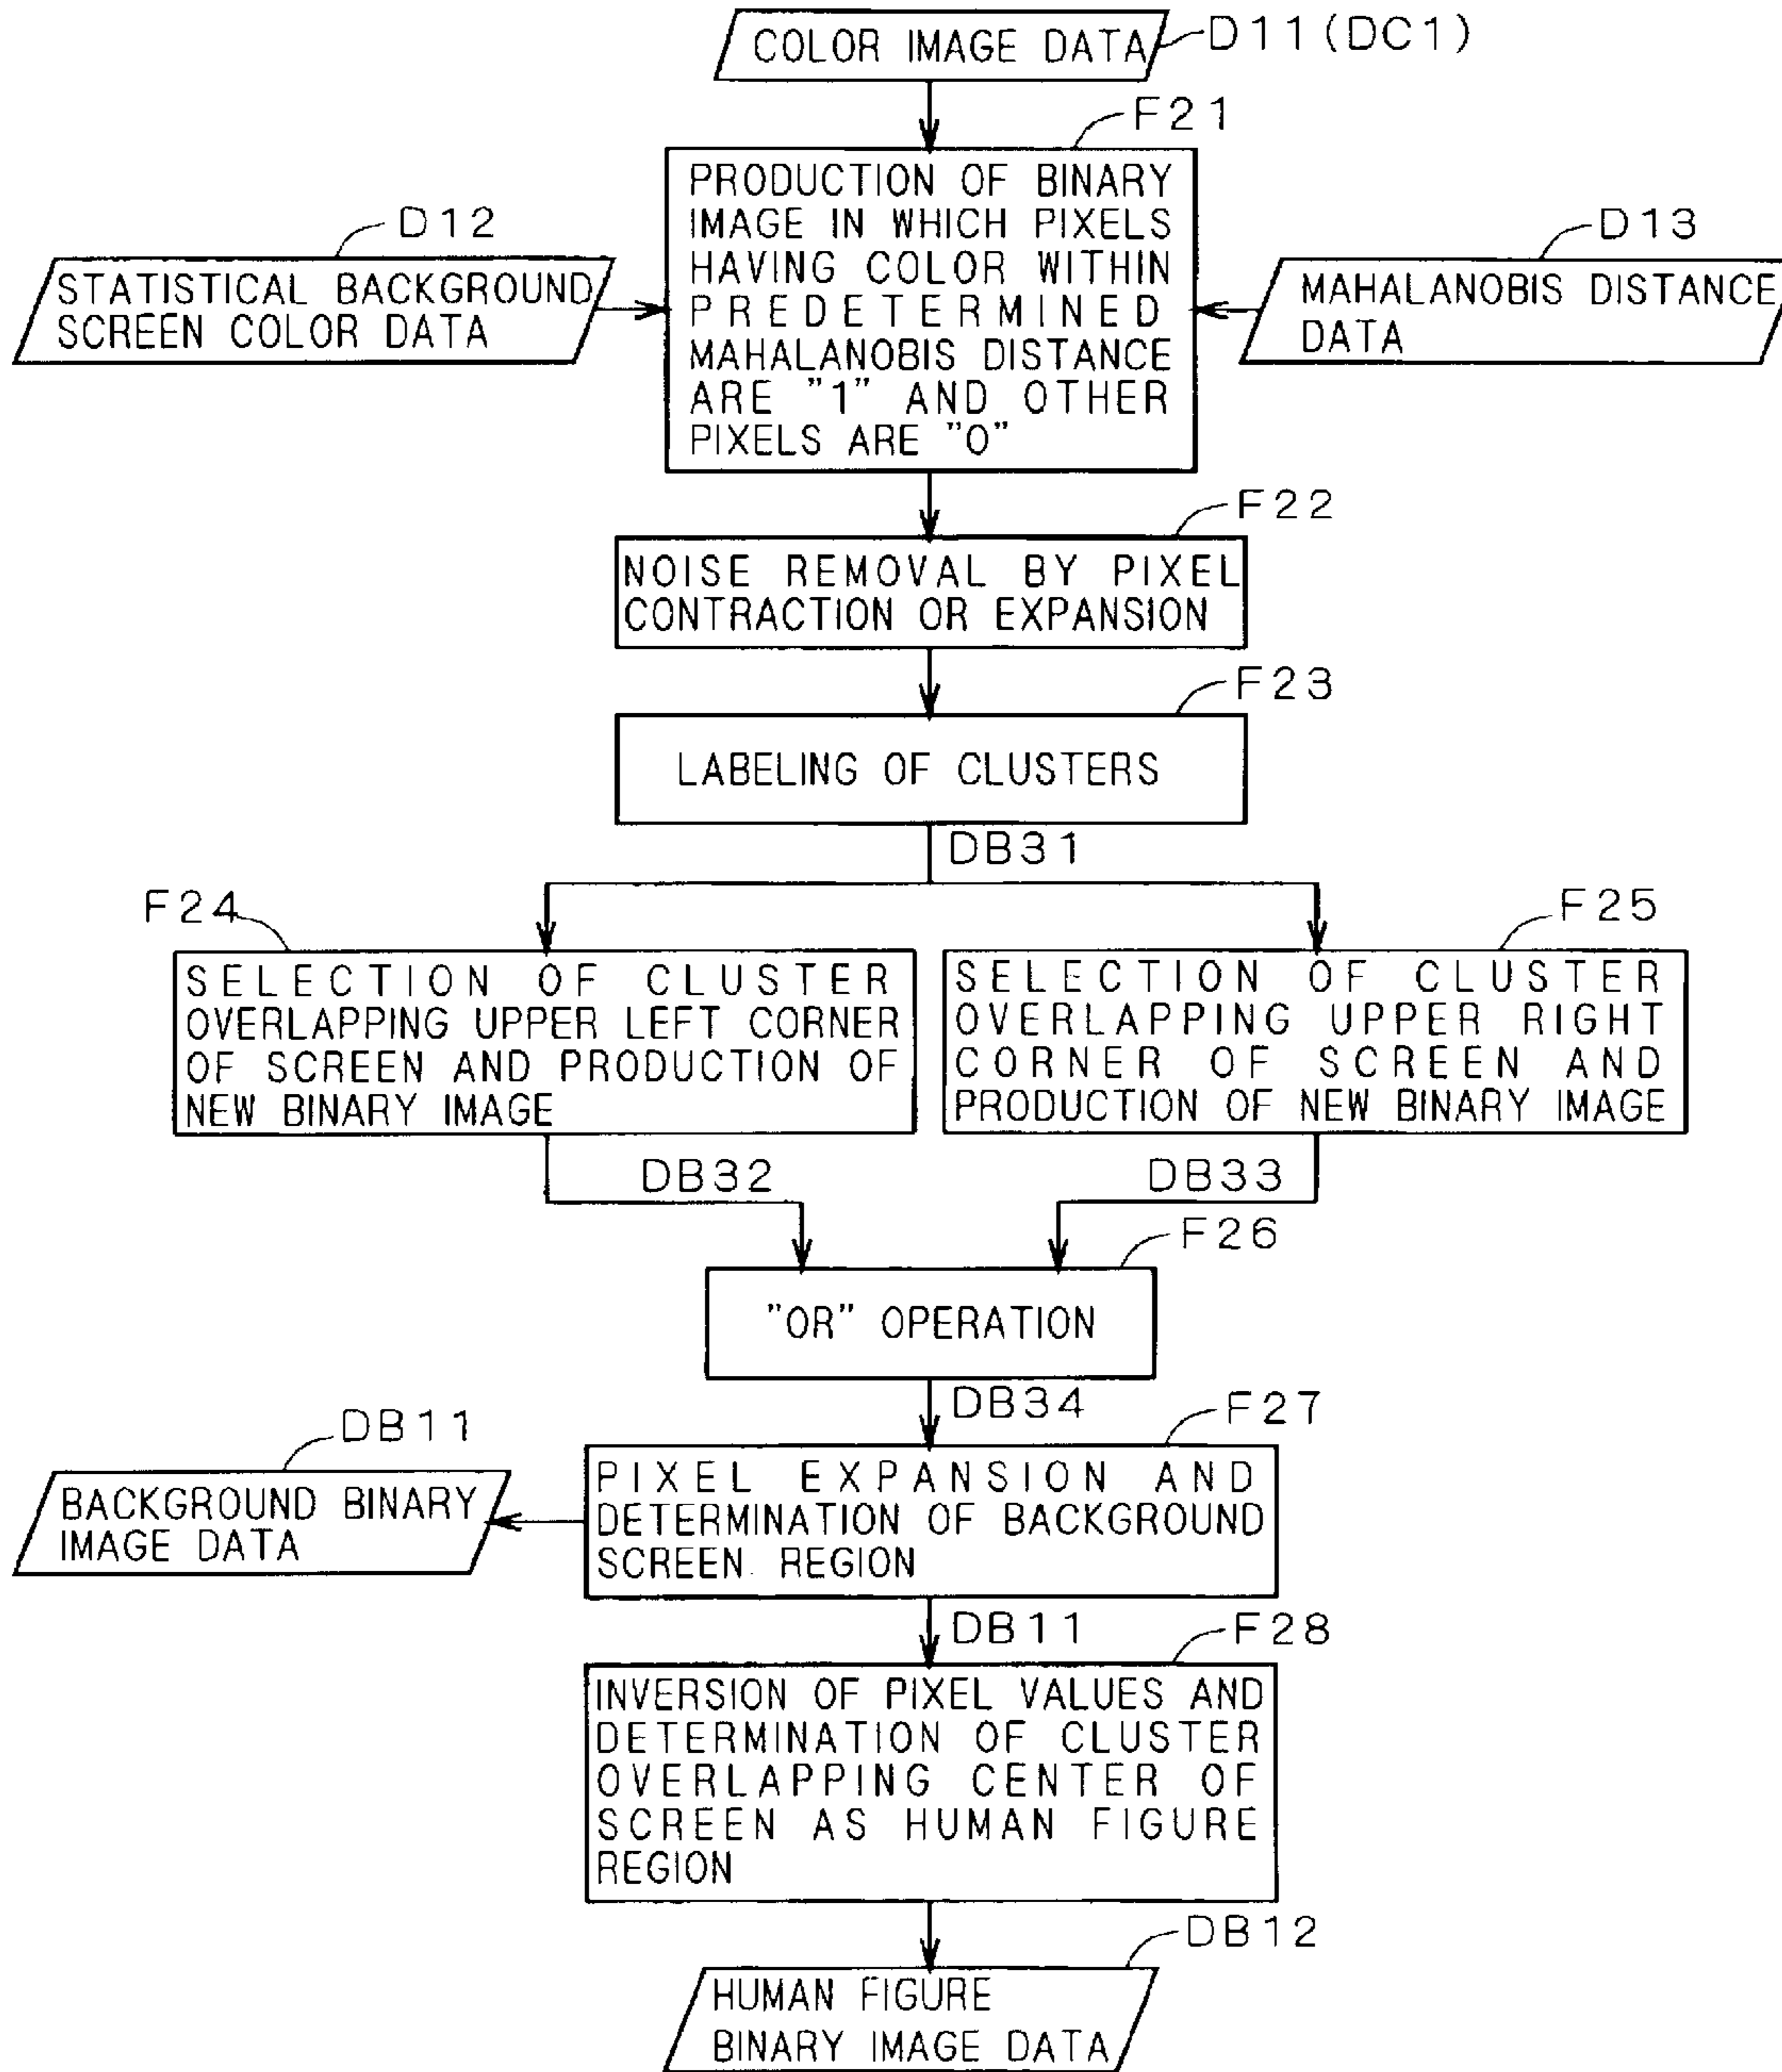 COLOR IMAGE DATA
D11(DC1)
F21
PRODUCTION OF BINARY
IMAGE IN WHICH PIXELS
HAVING COLOR WITHIN
PREDETERMINED
MAHALANOBIS DISTANCE
ARE "1" AND OTHER
PIXELS ARE "0"
D12
STATISTICAL BACKGROUND
SCREEN COLOR DATA
D13
MAHALANOBIS DISTANCE
DATA
F22
NOISE REMOVAL BY PIXEL
CONTRACTION OR EXPANSION
F23
LABELING OF CLUSTERS
DB31
F24
SELECTION OF CLUSTER
OVERLAPPING UPPER LEFT CORNER
OF SCREEN AND PRODUCTION OF
NEW BINARY IMAGE
F25
SELECTION OF CLUSTER
OVERLAPPING UPPER RIGHT
CORNER OF SCREEN AND
PRODUCTION OF NEW BINARY IMAGE
DB32
DB33
F26
"OR" OPERATION
DB34
F27
PIXEL EXPANSION AND
DETERMINATION OF BACKGROUND
SCREEN REGION
DB11
BACKGROUND BINARY
IMAGE DATA
DB11
F28
INVERSION OF PIXEL VALUES AND
DETERMINATION OF CLUSTER
OVERLAPPING CENTER OF
SCREEN AS HUMAN FIGURE
REGION
DB12
HUMAN FIGURE
BINARY IMAGE DATA